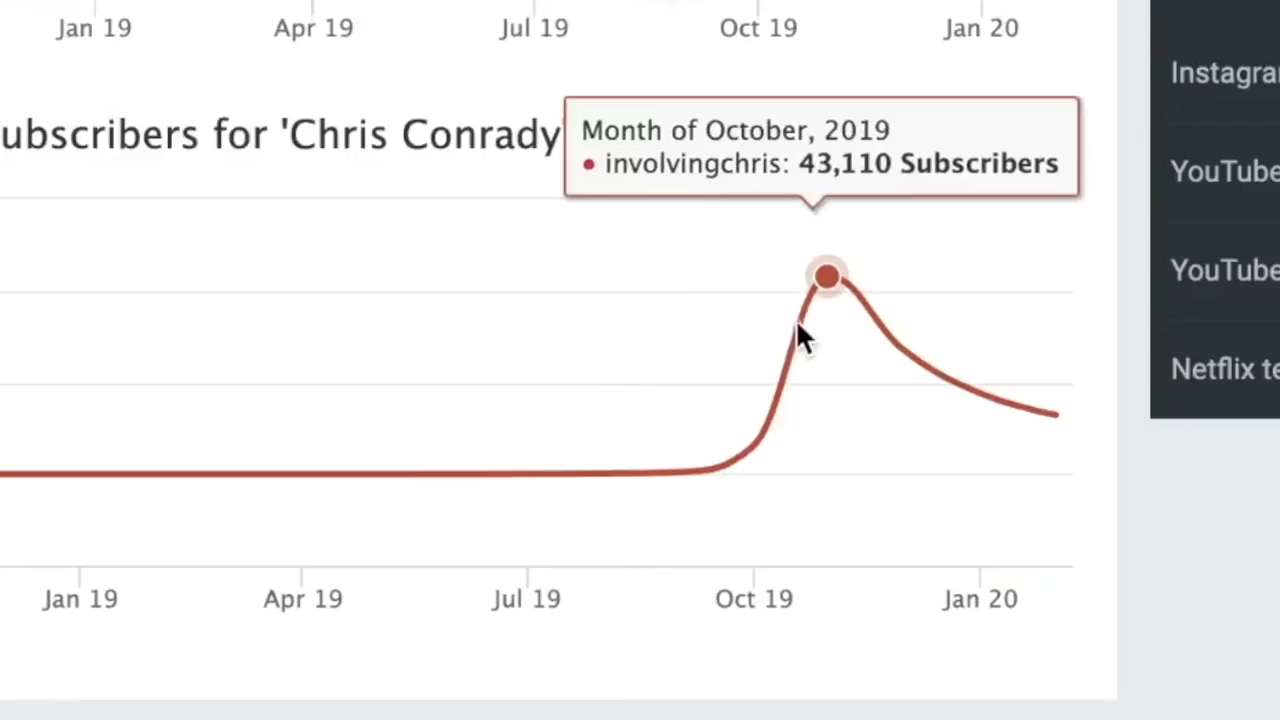 Jan 19 Apr 19 Jul 19 Oct 19 Jan 20
ubscribers for 'Chris Conrady'
Month of October, 2019
involvingchris: 43,110 Subscribers
Jan 19 Apr 19 Jul 19 Oct 19 Jan 20
Instagra
YouTube
YouTube
Netflix te